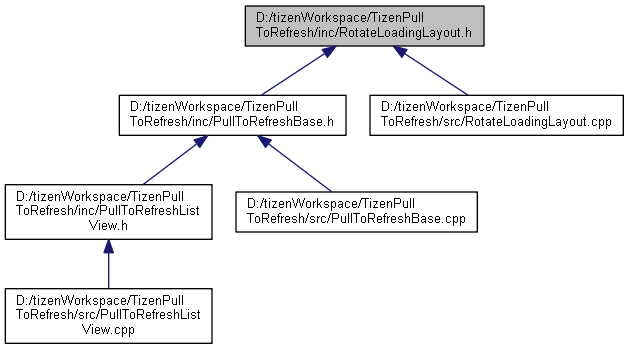 D:/tizenWorkspace/TizenPull
ToRefresh/inc/RotateLoadingLayout.h
D:/tizenWorkspace/TizenPull
ToRefresh/inc/PullToRefreshBase.h
D:/tizenWorkspace/TizenPull
ToRefresh/src/RotateLoadingLayout.cpp
D:/tizenWorkspace/TizenPull
ToRefresh/inc/PullToRefreshList
View.h
D:/tizenWorkspace/TizenPull
ToRefresh/src/PullToRefreshBase.cpp
D:/tizenWorkspace/TizenPull
ToRefresh/src/PullToRefreshList
View.cpp